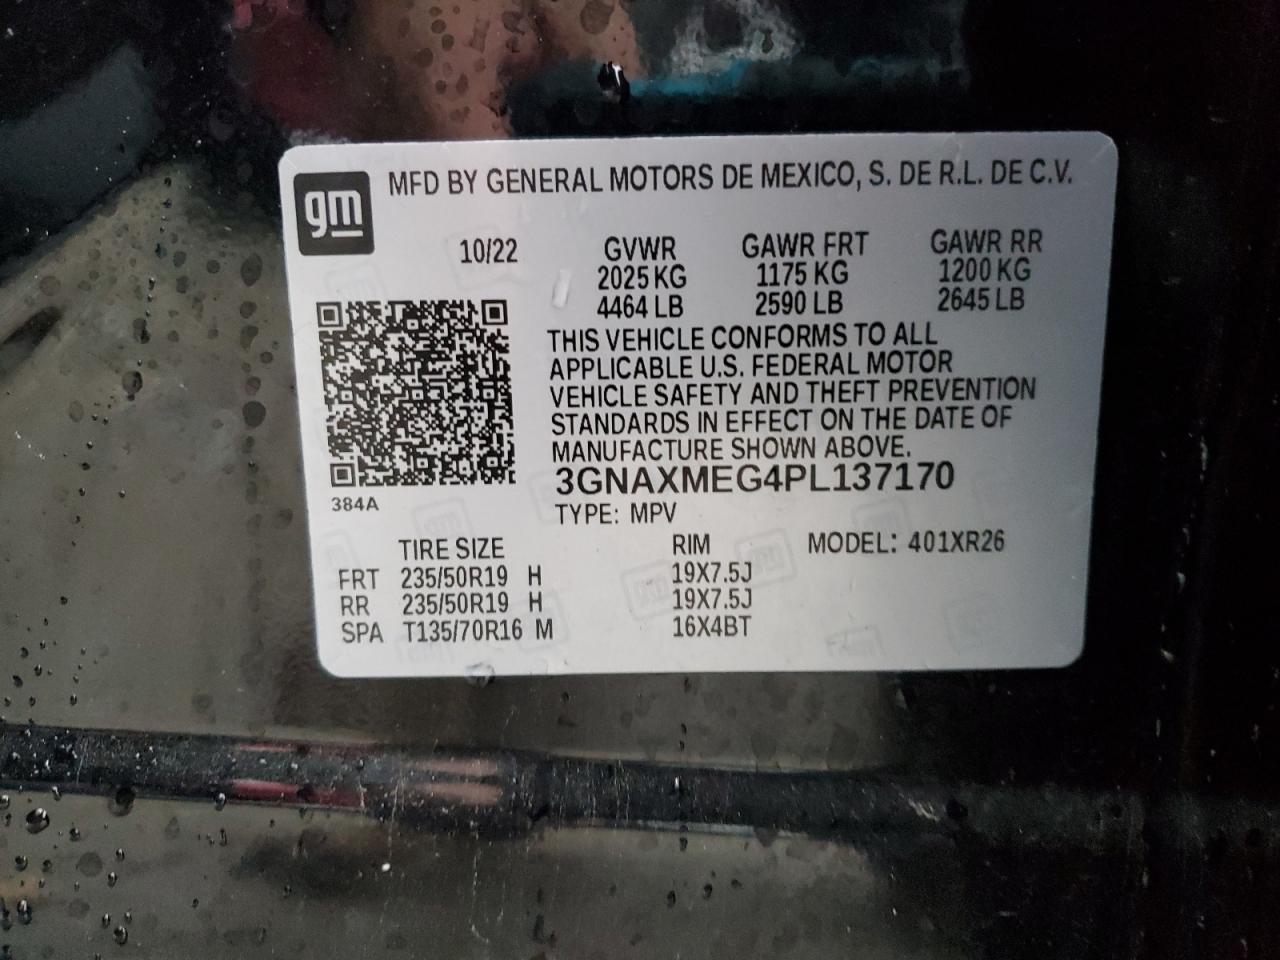 gm
MFD BY GENERAL MOTORS DE MEXICO, S. DE R.L. DE C.V.
10/22 GVWR GAWR FRT GAWR RR
2025 KG 1175 KG 1200 KG
4464 LB 2590 LB 2645 LB
THIS VEHICLE CONFORMS TO ALL
APPLICABLE U.S. FEDERAL MOTOR
VEHICLE SAFETY AND THEFT PREVENTION
STANDARDS IN EFFECT ON THE DATE OF
MANUFACTURE SHOWN ABOVE.
3GNAXMEG4PL137170
384A
TYPE: MPV
TIRE SIZE RIM MODEL: 401XR26
FRT 235/50R19 H 19X7.5J
RR 235/50R19 H 19X7.5J
SPA T135/70R16 M 16X4BT